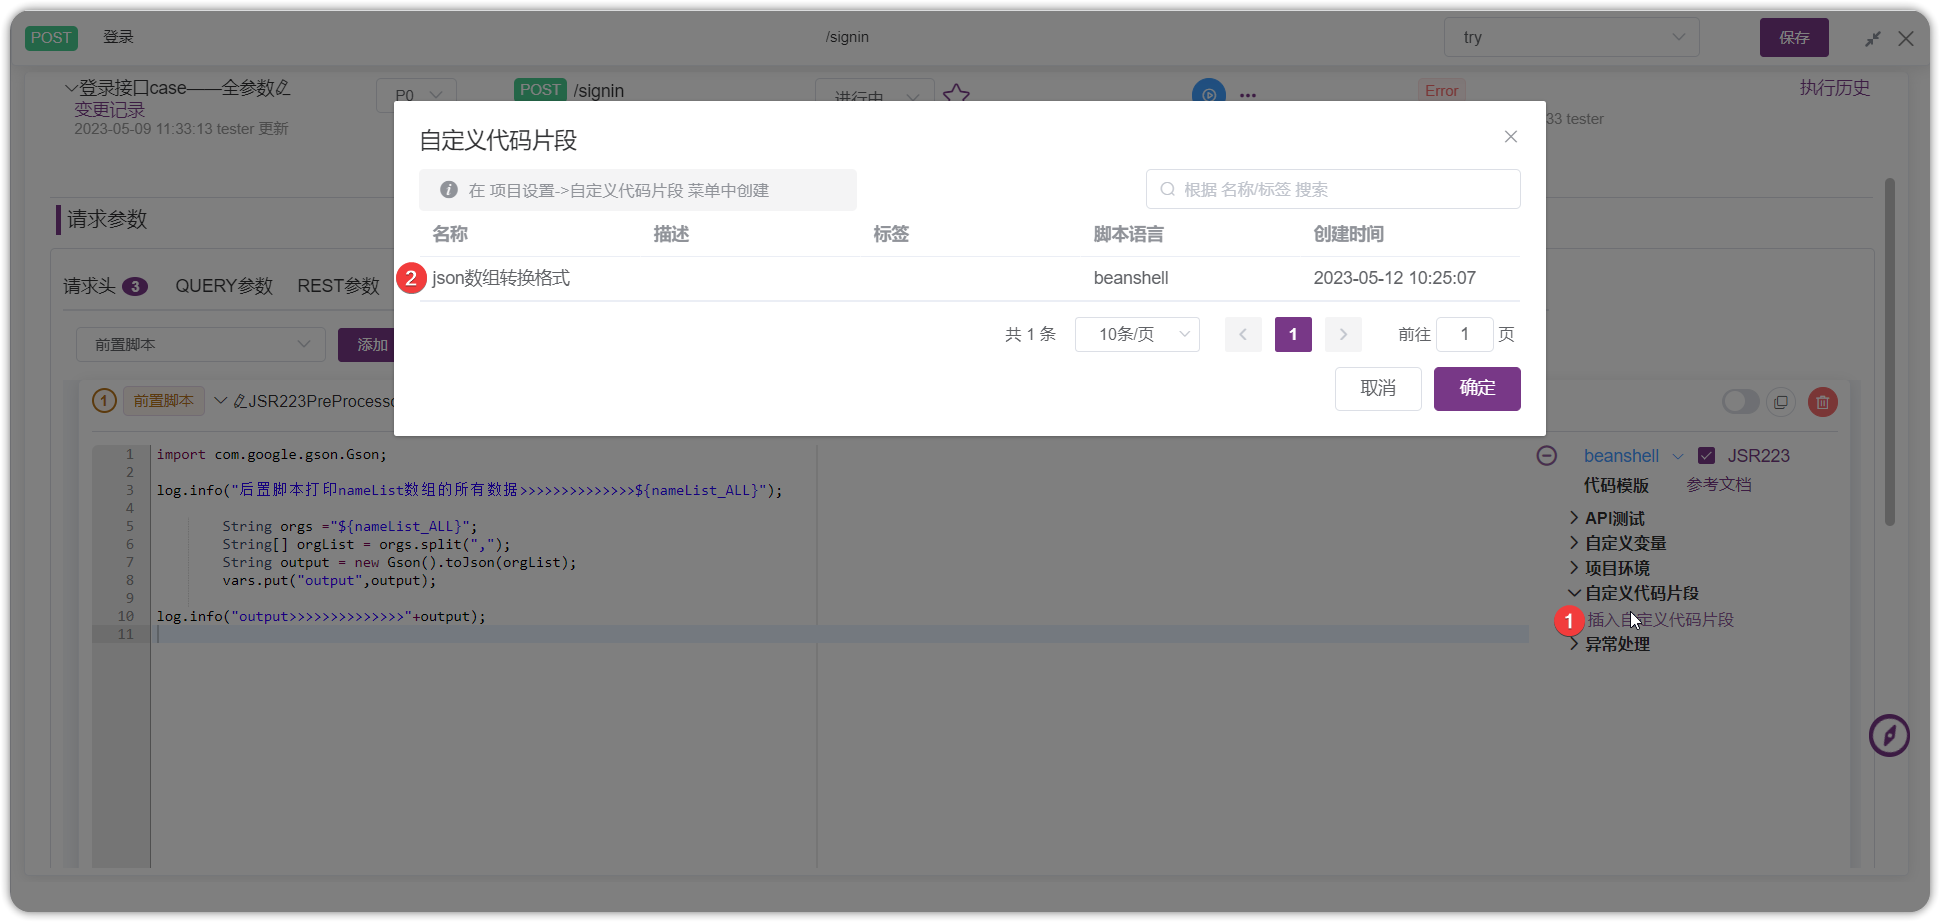 POST 登录 /signin try 保存
登录接口case——全参数 P0 POST /signin 进行中 Error 执行历史
变更记录
2023-05-09 11:33:13 tester 更新 33 tester
自定义代码片段
在 项目设置->自定义代码片段 菜单中创建 根据 名称/标签 搜索
名称 描述 标签 脚本语言 创建时间
2 json数组转换格式 beanshell 2023-05-12 10:25:07
共 1 条 10条/页 1 前往 1 页
取消 确定
请求参数
请求头 3 QUERY参数 REST参数
前置脚本 添加
1 前置脚本 JSR223PreProcesso
1 import com.google.gson.Gson;
2
3 log.info("后置脚本打印nameList数组的所有数据>>>>>>>>>>>>>>${nameList_ALL}");
4
5 String orgs ="${nameList_ALL}";
6 String[] orgList = orgs.split(",");
7 String output = new Gson().toJson(orgList);
8 vars.put("output",output);
9
10 log.info("output>>>>>>>>>>>>>>"+output);
11
beanshell JSR223
代码模版 参考文档
API测试
自定义变量
项目环境
自定义代码片段
1 插入自定义代码片段
异常处理